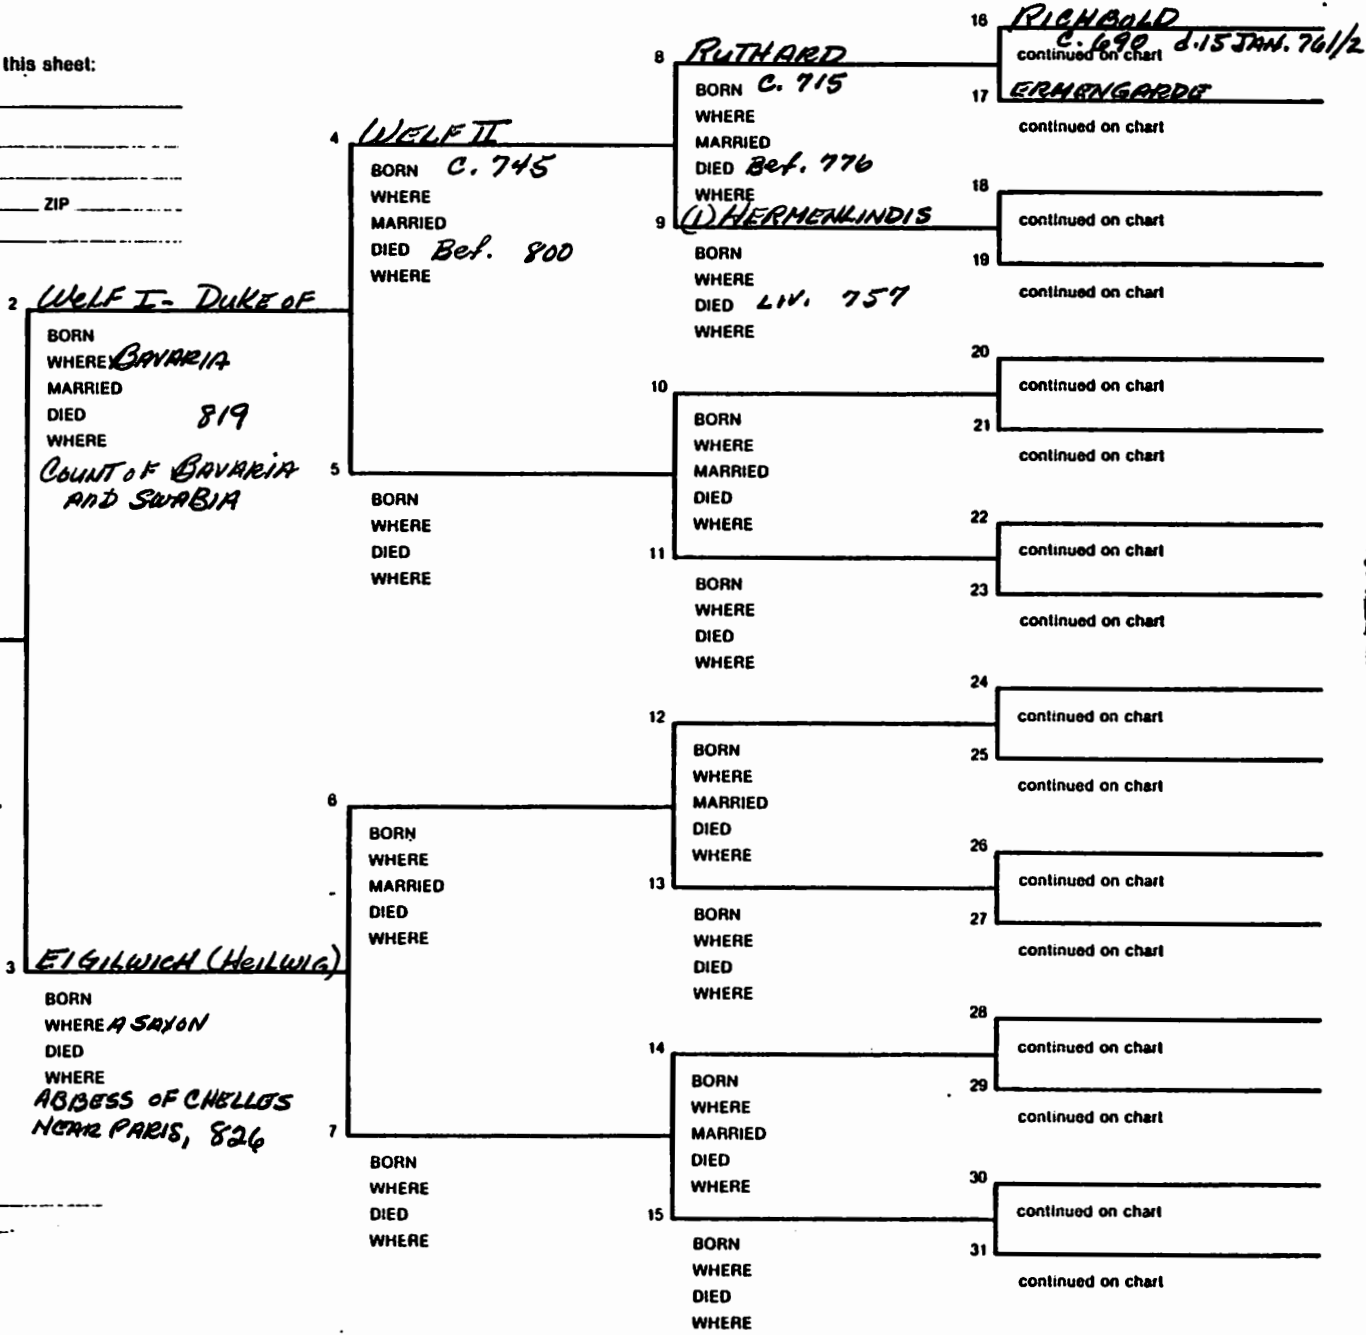 this sheet:
ZIP
2 WELF I - DUKE OF
BORN
WHERE BAVARIA
MARRIED
DIED 819
WHERE
COUNT OF BAVARIA
AND SWABIA
3 EIGILWICH (HEILWIG)
BORN
WHERE A SAXON
DIED
WHERE
ABBESS OF CHELLES
NEAR PARIS, 826
4 WELF II
BORN C. 745
WHERE
MARRIED
DIED Bef. 800
WHERE
5
BORN
WHERE
DIED
WHERE
6
BORN
WHERE
MARRIED
DIED
WHERE
7
BORN
WHERE
DIED
WHERE
8 RUTHARD
BORN C. 715
WHERE
MARRIED
DIED Bef. 776
WHERE
9 (1) HERMENLINDIS
BORN
WHERE
DIED LIV. 757
WHERE
10
BORN
WHERE
MARRIED
DIED
WHERE
11
BORN
WHERE
DIED
WHERE
12
BORN
WHERE
MARRIED
DIED
WHERE
13
BORN
WHERE
DIED
WHERE
14
BORN
WHERE
MARRIED
DIED
WHERE
15
BORN
WHERE
DIED
WHERE
16 RICHBOLD
C. 690 d. 15 JAN. 761/2
continued on chart
17 ERMENGARDE
continued on chart
18
continued on chart
19
continued on chart
20
continued on chart
21
continued on chart
22
continued on chart
23
continued on chart
24
continued on chart
25
continued on chart
26
continued on chart
27
continued on chart
28
continued on chart
29
continued on chart
30
continued on chart
31
continued on chart